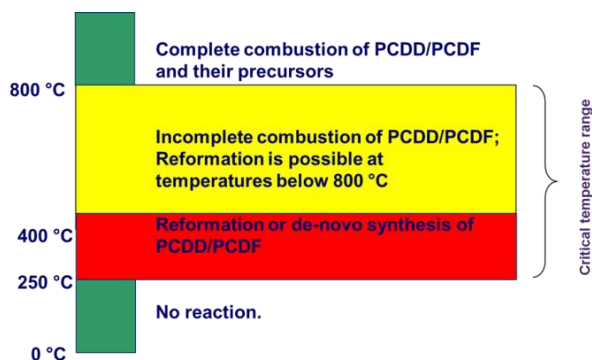 Complete combustion of PCDD/PCDF
and their precursors
800 °C
Incomplete combustion of PCDD/PCDF;
Reformation is possible at
temperatures below 800 °C
Reformation or de-novo synthesis of
PCDD/PCDF
400 °C
250 °C
No reaction.
0 °C
Critical temperature range